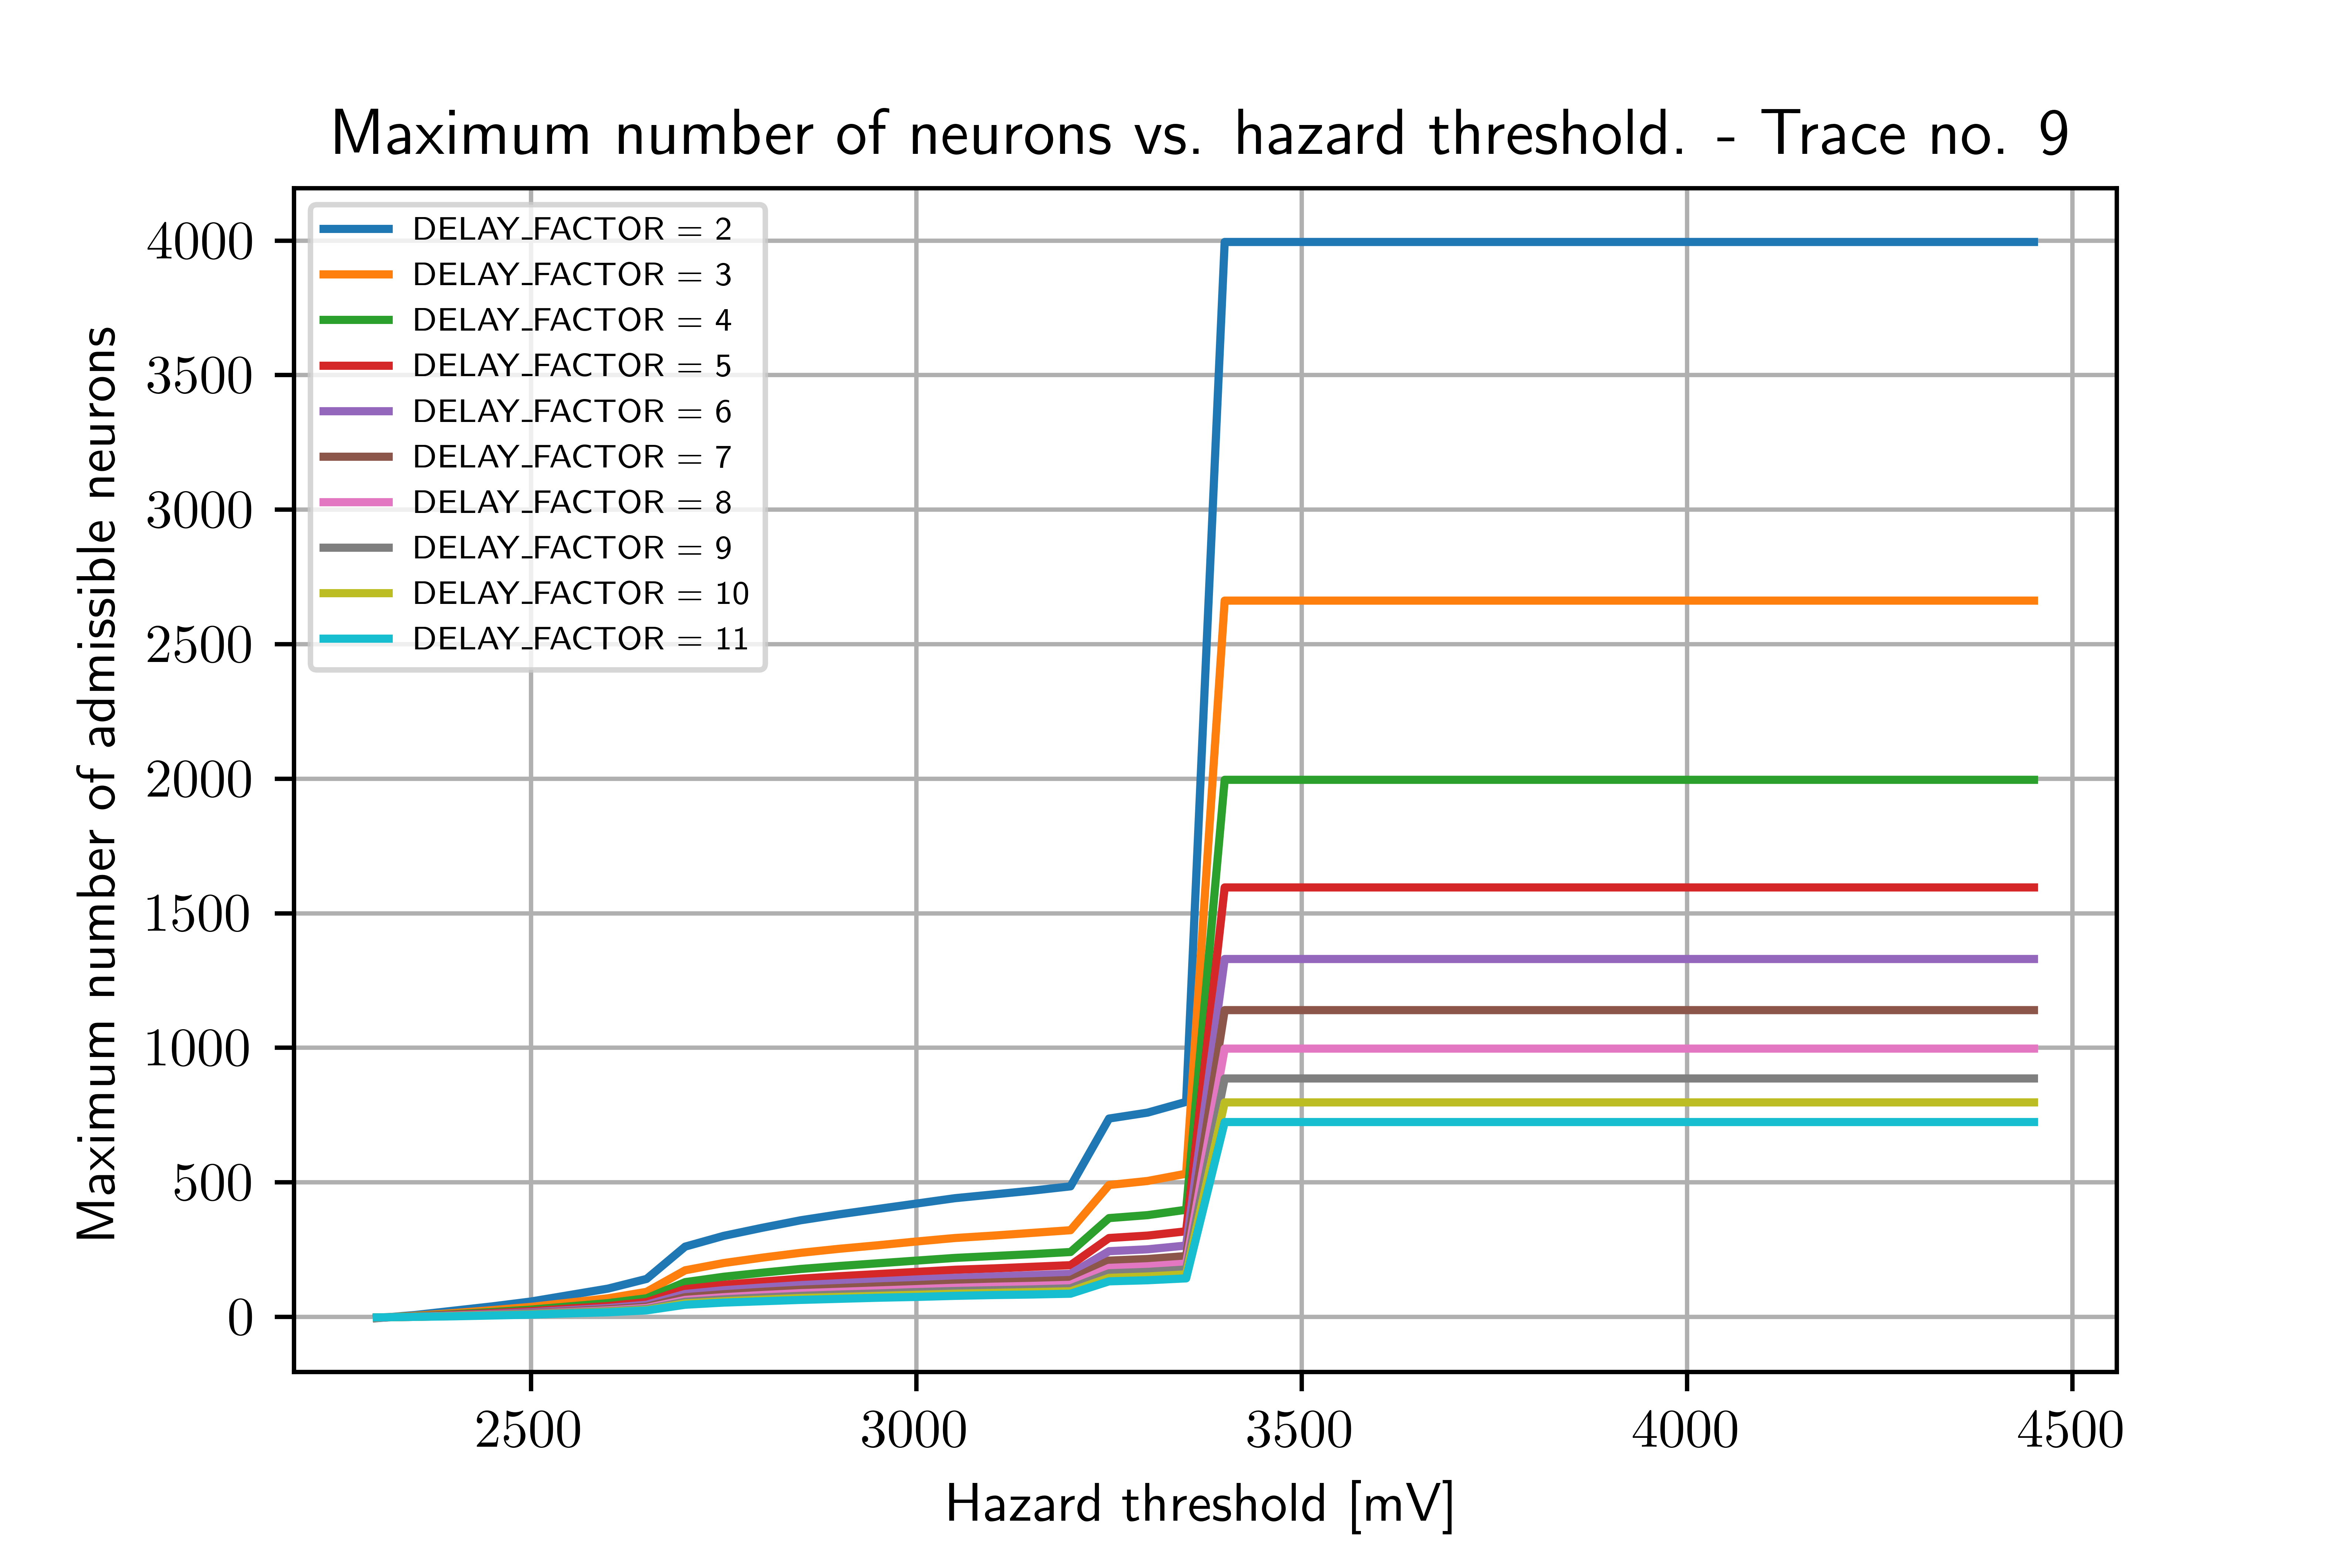 Maximum number of neurons vs. hazard threshold. - Trace no. 9
Maximum number of admissible neurons
4000
3500
3000
2500
2000
1500
1000
500
0
DELAY_FACTOR = 2
DELAY_FACTOR = 3
DELAY_FACTOR = 4
DELAY_FACTOR = 5
DELAY_FACTOR = 6
DELAY_FACTOR = 7
DELAY_FACTOR = 8
DELAY_FACTOR = 9
DELAY_FACTOR = 10
DELAY_FACTOR = 11
2500 3000 3500 4000 4500
Hazard threshold [mV]